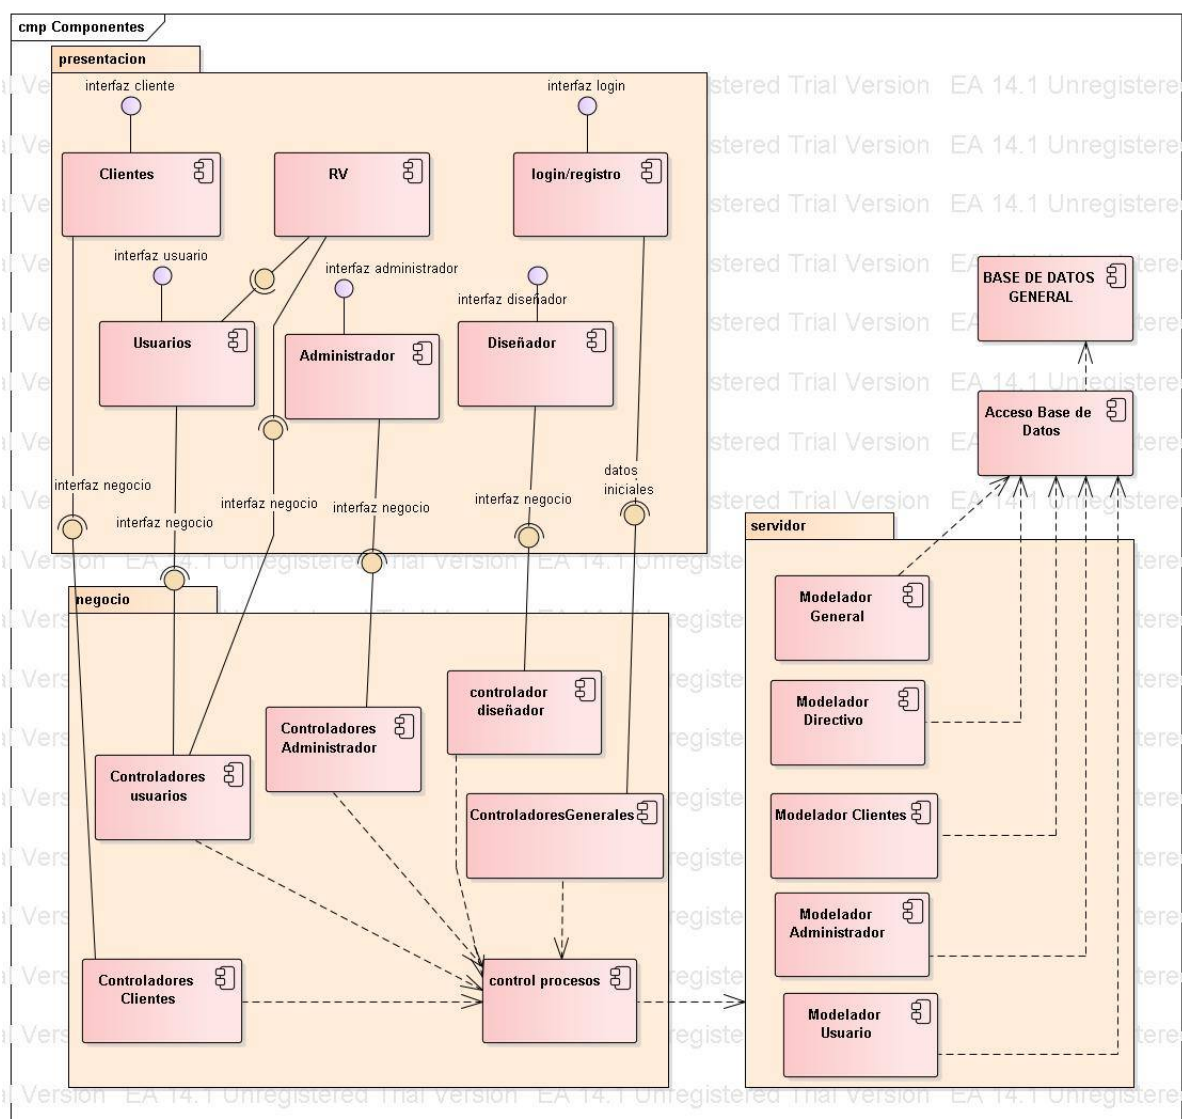 cmp Componentes
presentacion
interfaz cliente
interfaz login
Clientes
RV
login/registro
interfaz usuario
interfaz administrador
interfaz diseñador
Usuarios
Administrador
Diseñador
BASE DE DATOS
GENERAL
Acceso Base de
Datos
interfaz negocio
interfaz negocio
interfaz negocio
interfaz negocio
interfaz negocio
datos
iniciales
servidor
negocio
Modelador
General
controlador
diseñador
Modelador
Directivo
Controladores
Administrador
Controladores
usuarios
ControladoresGenerales
Modelador Clientes
Modelador
Administrador
Controladores
Clientes
control procesos
Modelador
Usuario
EA 14.1 Unregistered Trial Version